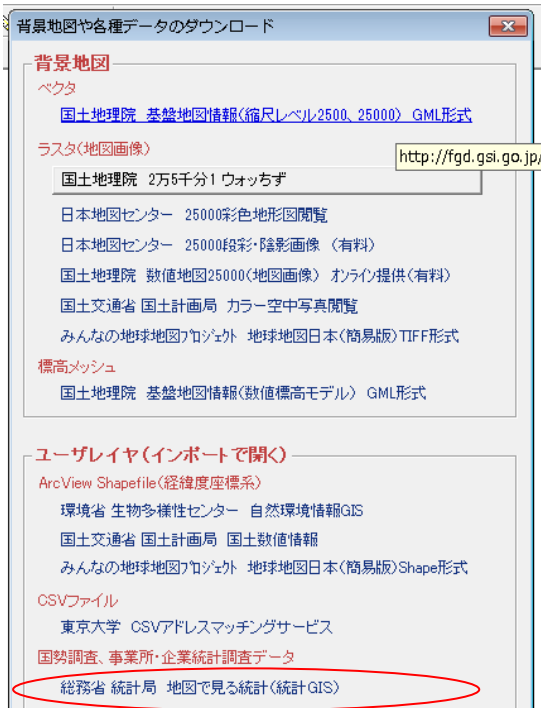 背景地図や各種データのダウンロード
背景地図
ベクタ
国土地理院 基盤地図情報(縮尺レベル2500、25000) GML形式
ラスタ(地図画像)
http://fgd.gsi.go.jp/
国土地理院 2万5千分1 ウォッちず
日本地図センター 25000彩色地形図閲覧
日本地図センター 25000段彩・陰影画像 (有料)
国土地理院 数値地図25000(地図画像) オンライン提供(有料)
国土交通省 国土計画局 カラー空中写真閲覧
みんなの地球地図プロジェクト 地球地図日本(簡易版)TIFF形式
標高メッシュ
国土地理院 基盤地図情報(数値標高モデル) GML形式
ユーザレイヤ(インポートで開く)
ArcView Shapefile(経緯度座標系)
環境省 生物多様性センター 自然環境情報GIS
国土交通省 国土計画局 国土数値情報
みんなの地球地図プロジェクト 地球地図日本(簡易版)Shape形式
CSVファイル
東京大学 CSVアドレスマッチングサービス
国勢調査、事業所・企業統計調査データ
総務省 統計局 地図で見る統計(統計GIS)